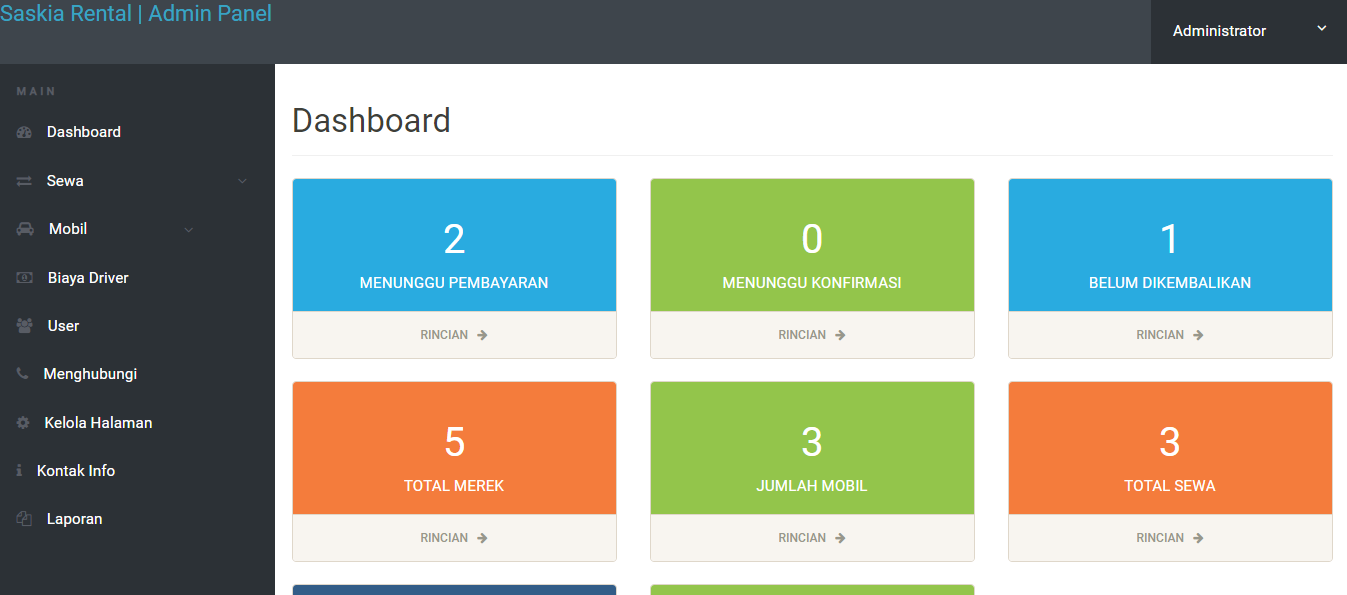 Saskia Rental | Admin Panel
Administrator
MAIN
Dashboard
Sewa
Mobil
Biaya Driver
User
Menghubungi
Kelola Halaman
Kontak Info
Laporan
Dashboard
2
MENUNGGU PEMBAYARAN
RINCIAN
0
MENUNGGU KONFIRMASI
RINCIAN
1
BELUM DIKEMBALIKAN
RINCIAN
5
TOTAL MEREK
RINCIAN
3
JUMLAH MOBIL
RINCIAN
3
TOTAL SEWA
RINCIAN